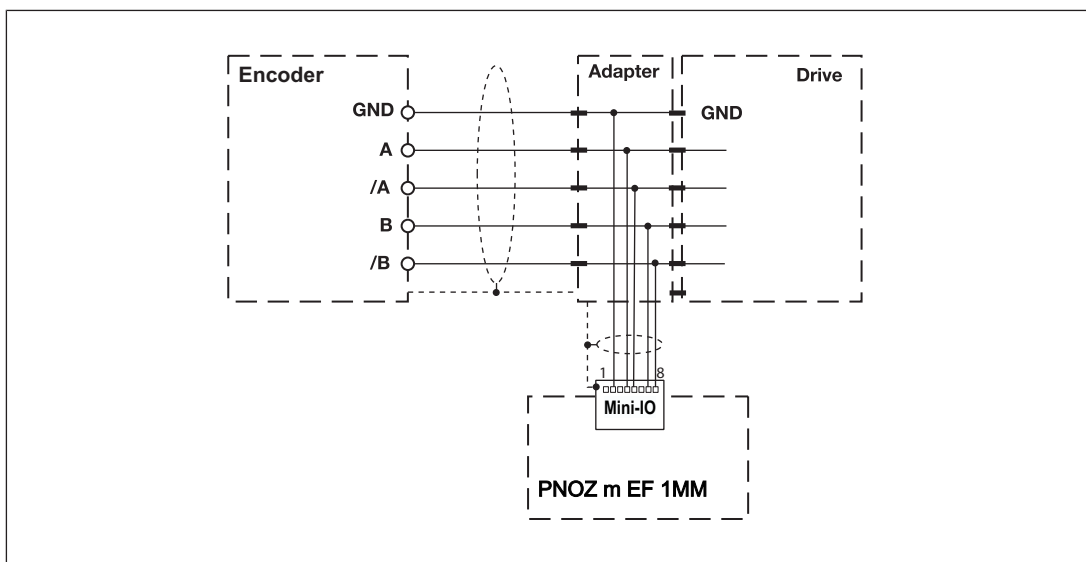 Encoder
Adapter
Drive
GND
GND
A
/A
B
/B
1
8
Mini-IO
PNOZ m EF 1MM